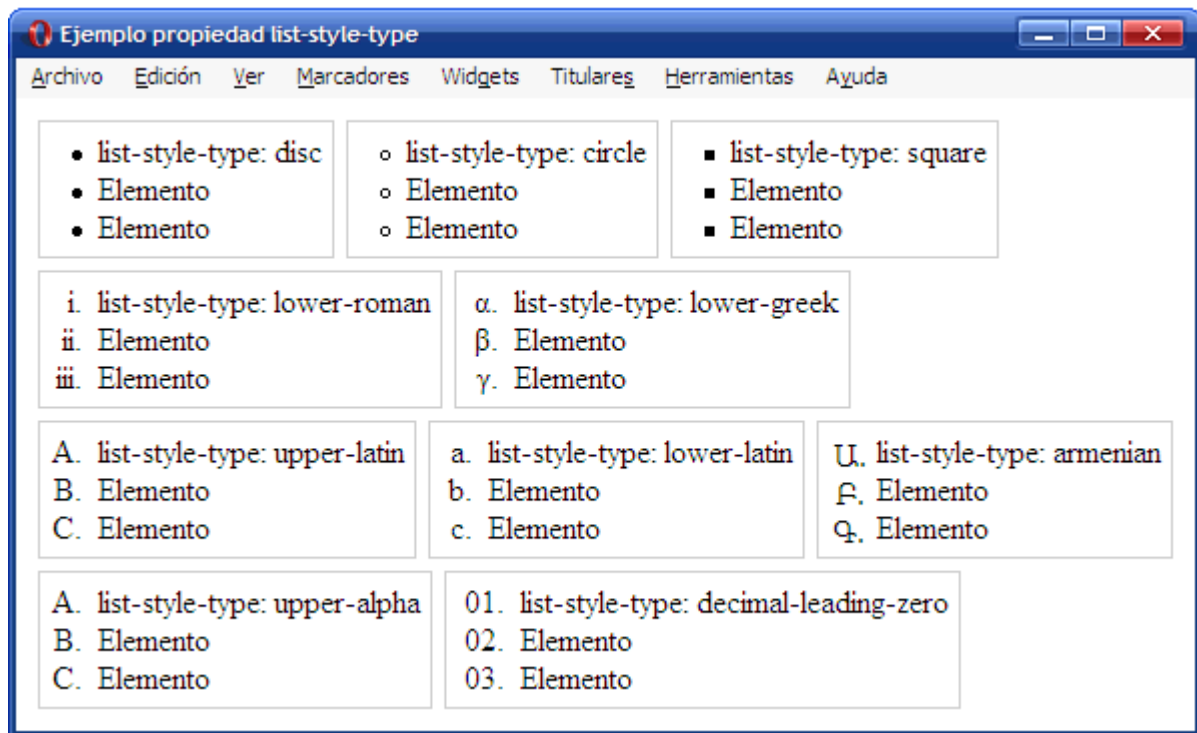 Ejemplo propiedad list-style-type
Archivo Edición Ver Marcadores Widgets Titulares Herramientas Ayuda
• list-style-type: disc
• Elemento
• Elemento
◦ list-style-type: circle
◦ Elemento
◦ Elemento
▪ list-style-type: square
▪ Elemento
▪ Elemento
i. list-style-type: lower-roman
ii. Elemento
iii. Elemento
α. list-style-type: lower-greek
β. Elemento
γ. Elemento
A. list-style-type: upper-latin
B. Elemento
C. Elemento
a. list-style-type: lower-latin
b. Elemento
c. Elemento
Ա. list-style-type: armenian
Բ. Elemento
Գ. Elemento
A. list-style-type: upper-alpha
B. Elemento
C. Elemento
01. list-style-type: decimal-leading-zero
02. Elemento
03. Elemento